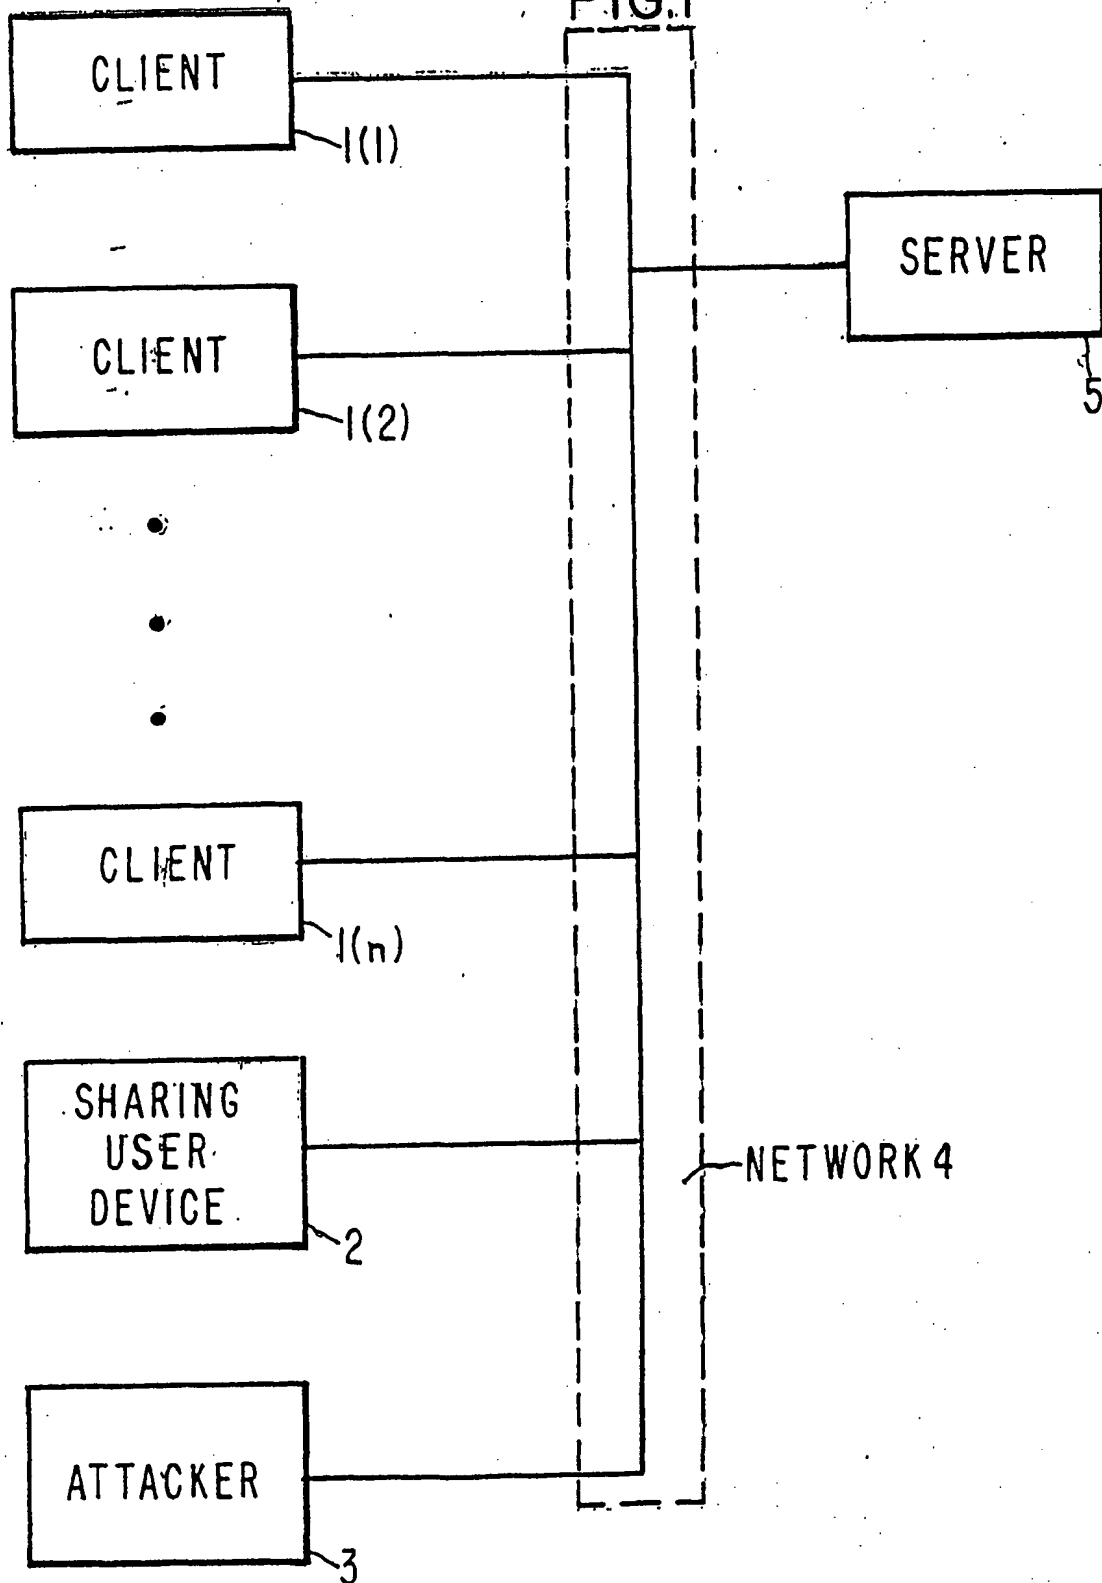 FIG.1
CLIENT
1(1)
SERVER
5
CLIENT
1(2)
CLIENT
1(n)
SHARING
USER
DEVICE
2
NETWORK 4
ATTACKER
3